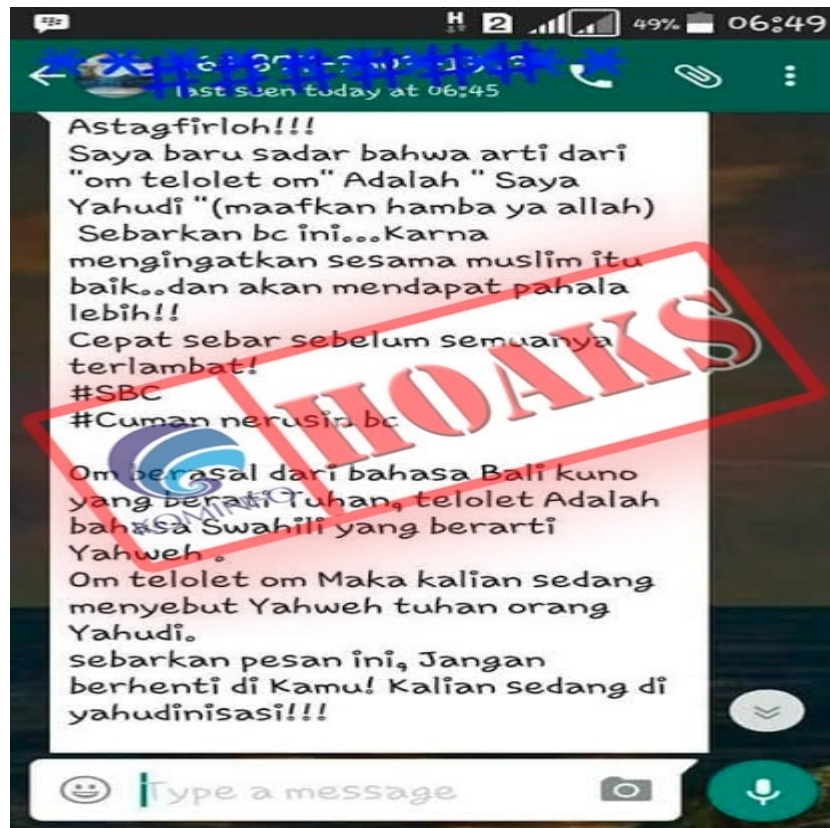 H 2 49% 06:49
last seen today at 06:45
Astagfirloh!!!
Saya baru sadar bahwa arti dari
"om telolet om" Adalah " Saya
Yahudi "(maafkan hamba ya allah)
Sebarkan bc ini...Karna
mengingatkan sesama muslim itu
baik..dan akan mendapat pahala
lebih!!
Cepat sebar sebelum semuanya
terlambat!
#SBC
#Cuman nerusin bc
HOAKS
KOMINFO
Om berasal dari bahasa Bali kuno
yang berarti Tuhan, telolet Adalah
bahasa Swahili yang berarti
Yahweh .
Om telolet om Maka kalian sedang
menyebut Yahweh tuhan orang
Yahudi.
sebarkan pesan ini, Jangan
berhenti di Kamu! Kalian sedang di
yahudinisasi!!!
Type a message